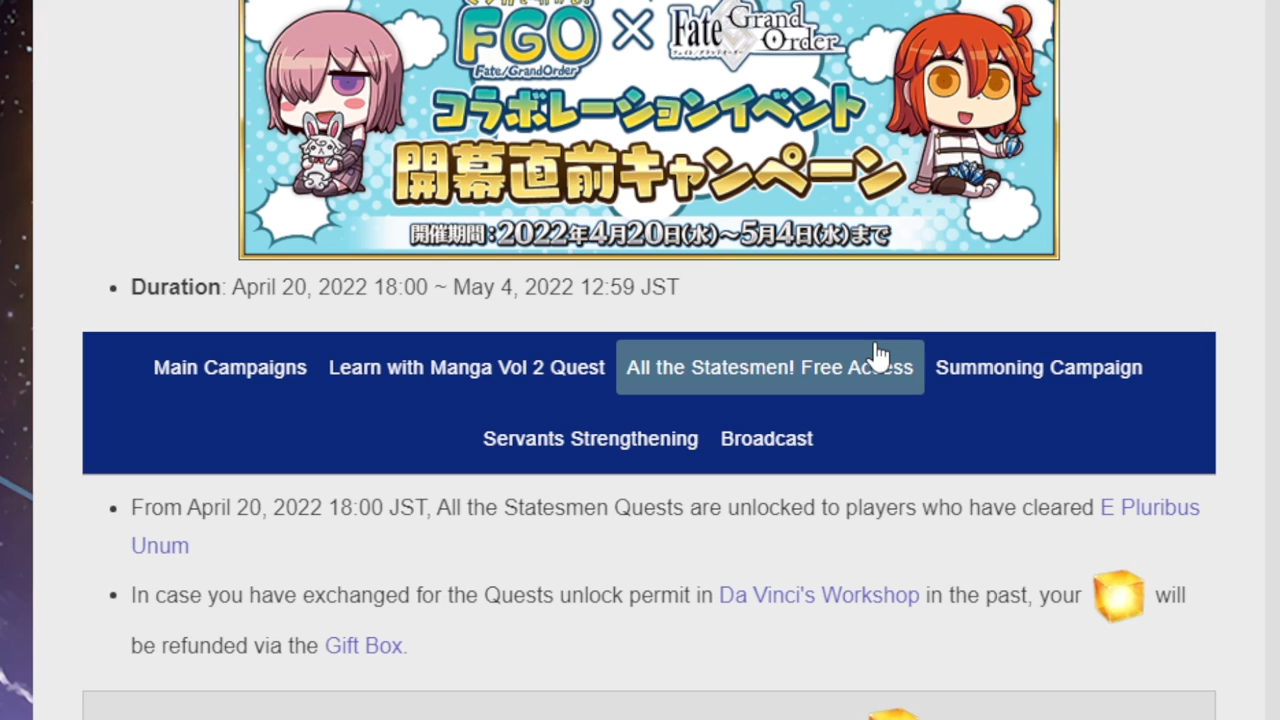 FGO × Fate/Grand Order
Fate/GrandOrder
コラボレーションイベント
開幕直前キャンペーン
開催期間:2022年4月20日(水)~5月4日(水)まで
Duration: April 20, 2022 18:00 ~ May 4, 2022 12:59 JST
Main Campaigns Learn with Manga Vol 2 Quest All the Statesmen! Free Access Summoning Campaign
Servants Strengthening Broadcast
From April 20, 2022 18:00 JST, All the Statesmen Quests are unlocked to players who have cleared E Pluribus
Unum
In case you have exchanged for the Quests unlock permit in Da Vinci's Workshop in the past, your will
be refunded via the Gift Box.